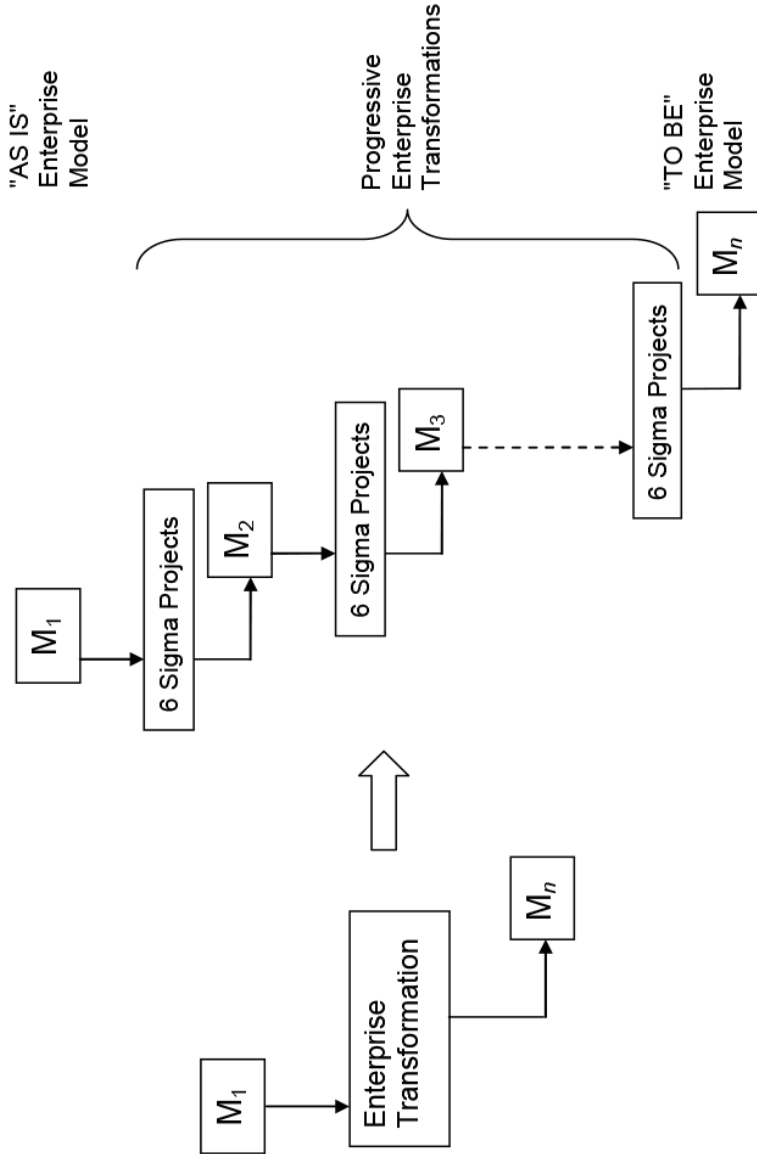 M1
Enterprise
Transformation
Mn
M1
6 Sigma Projects
M2
6 Sigma Projects
M3
6 Sigma Projects
Mn
"AS IS"
Enterprise
Model
Progressive
Enterprise
Transformations
"TO BE"
Enterprise
Model